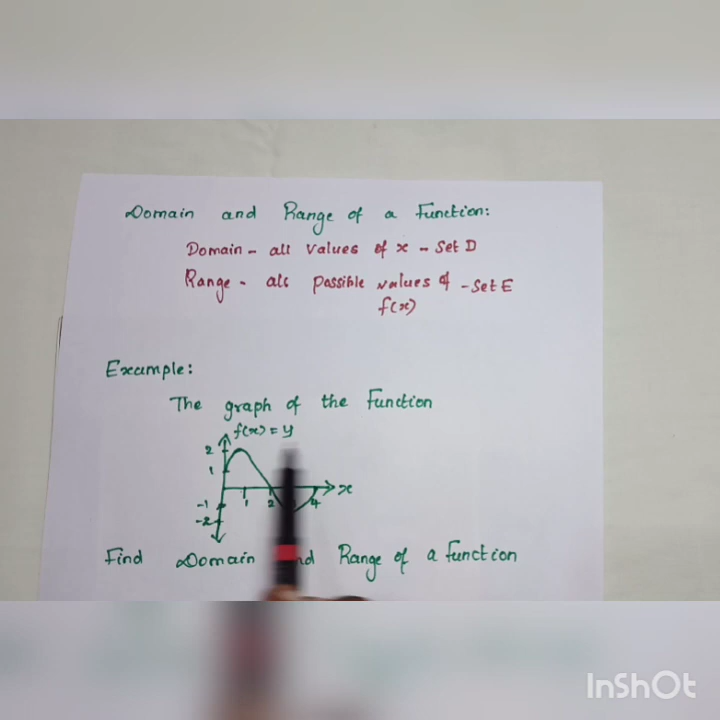 Domain and Range of a Function:
Domain - all values of x - Set D
Range - all possible values of - Set E
f(x)
Example:
The graph of the Function
f(x) = y
2
1
x
-1
1 2 4
-2
Find Domain and Range of a function
InShOt